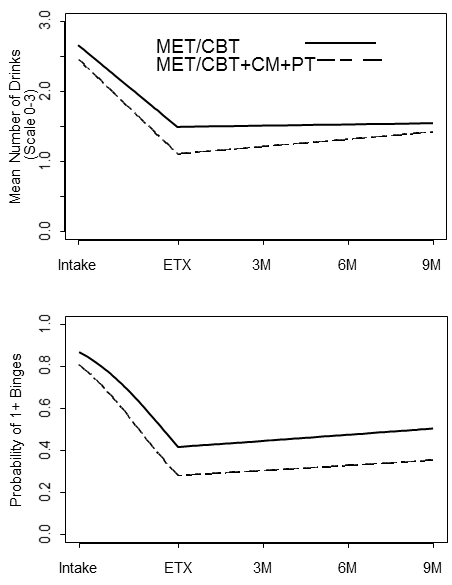 3.0
2.0
1.0
0.0
Mean Number of Drinks
(Scale 0-3)
MET/CBT
MET/CBT+CM+PT
Intake ETX 3M 6M 9M
1.0
0.8
0.6
0.4
0.2
0.0
Probability of 1+ Binges
Intake ETX 3M 6M 9M